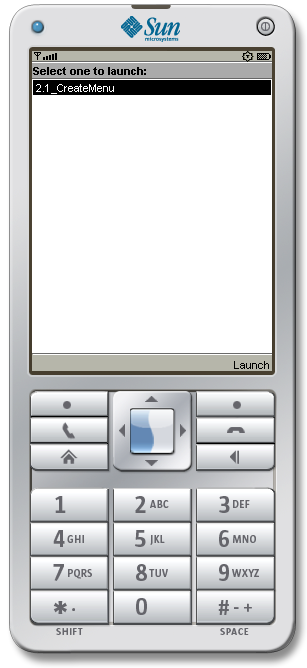 Sun
microsystems
Select one to launch:
2.1_CreateMenu
Launch
1 2 ABC 3 DEF
4 GHI 5 JKL 6 MNO
7 PQRS 8 TUV 9 WXYZ
* . 0 # - +
SHIFT SPACE